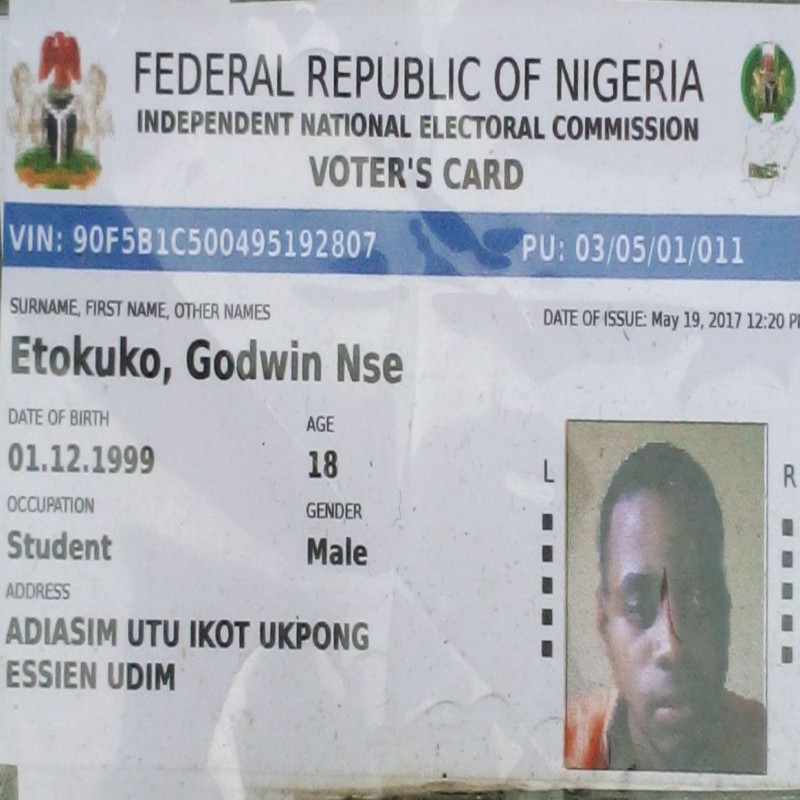 FEDERAL REPUBLIC OF NIGERIA
INDEPENDENT NATIONAL ELECTORAL COMMISSION
VOTER'S CARD
VIN: 90F5B1C500495192807 PU: 03/05/01/011
SURNAME, FIRST NAME, OTHER NAMES
DATE OF ISSUE: May 19, 2017 12:20
Etokuko, Godwin Nse
DATE OF BIRTH AGE
01.12.1999 18
L R
OCCUPATION GENDER
Student Male
ADDRESS
ADIASIM UTU IKOT UKPONG
ESSIEN UDIM